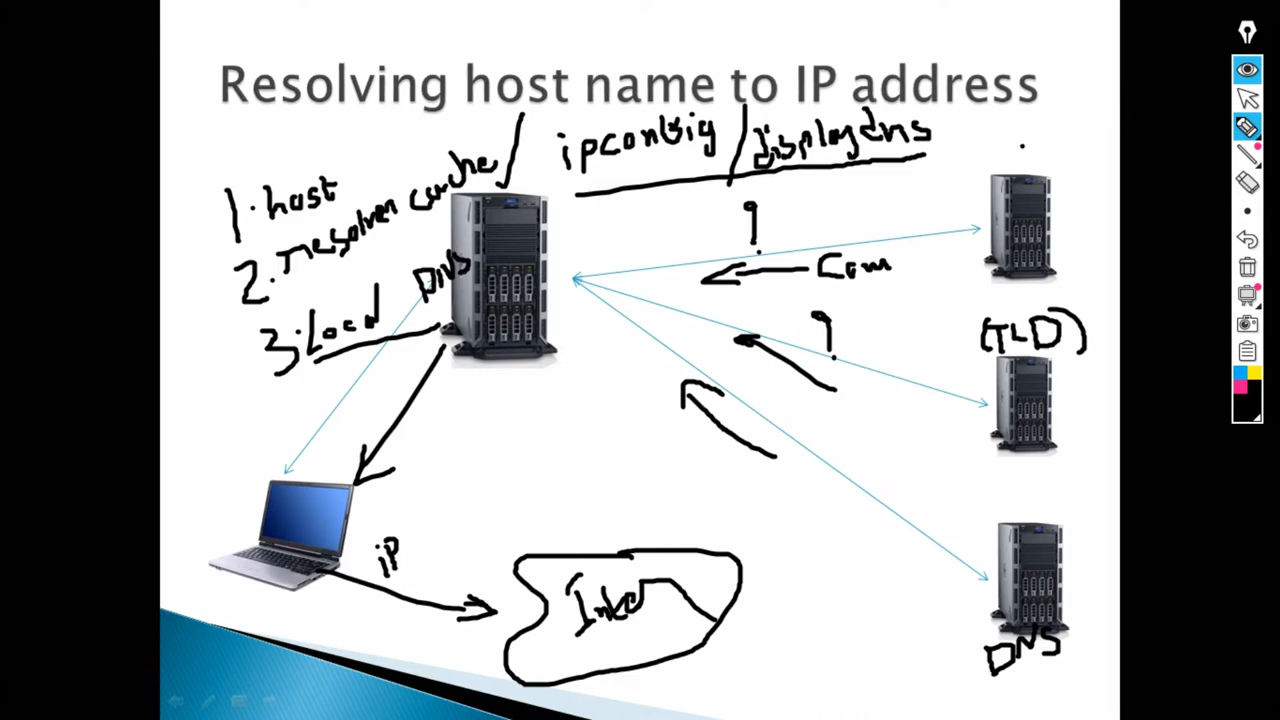 Resolving host name to IP address
ipconfig/displaydns
1. host
2. resolver cache
3. Local
DNS
?
Com
?
(TLD)
iP
DNS